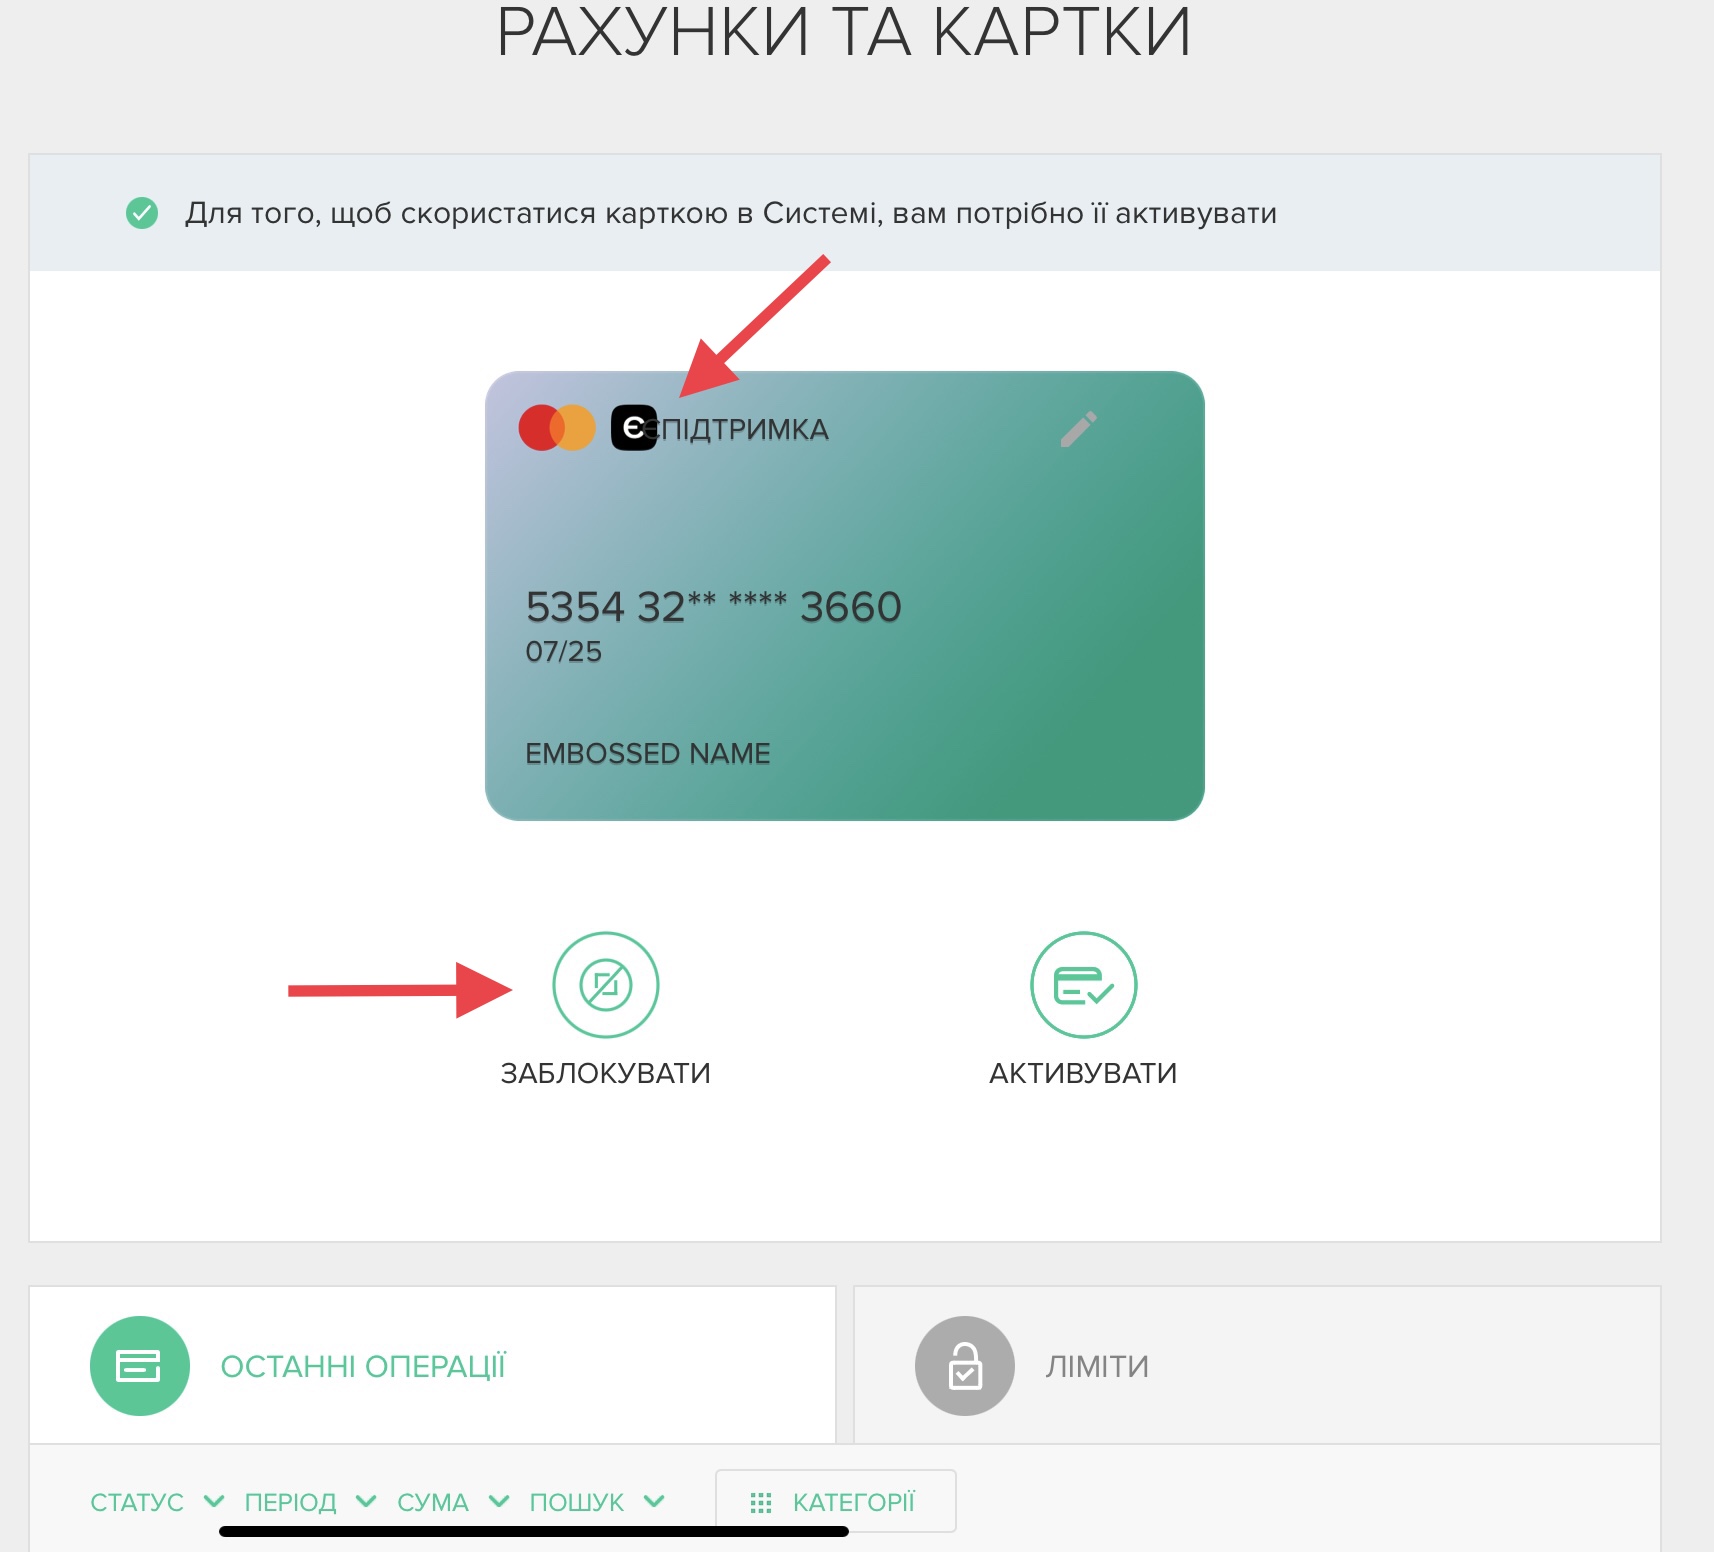 РАХУНКИ ТА КАРТКИ
Для того, щоб скористатися карткою в Системі, вам потрібно її активувати
є
ЄПІДТРИМКА
5354 32** **** 3660
07/25
EMBOSSED NAME
ЗАБЛОКУВАТИ
АКТИВУВАТИ
ОСТАННІ ОПЕРАЦІЇ
ЛІМІТИ
СТАТУС ПЕРІОД СУМА ПОШУК КАТЕГОРІЇ